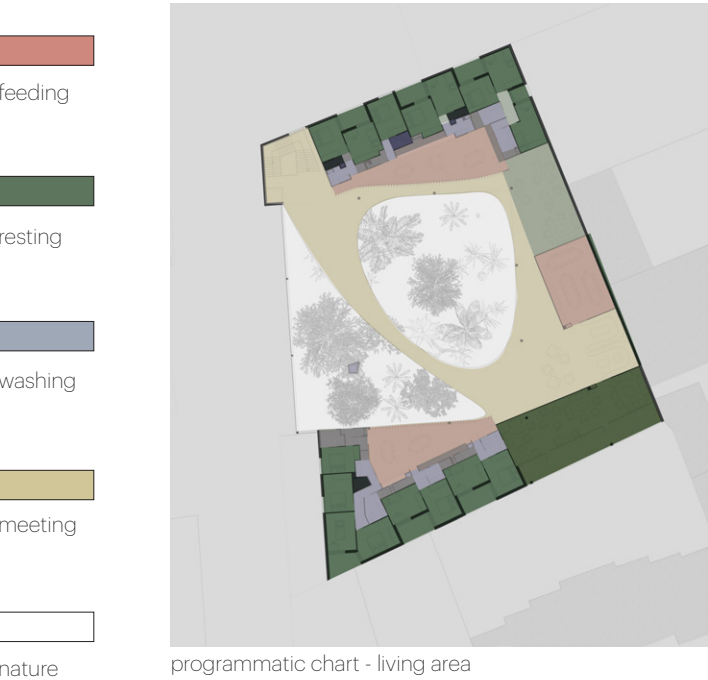 feeding
resting
washing
meeting
nature
programmatic chart - living area